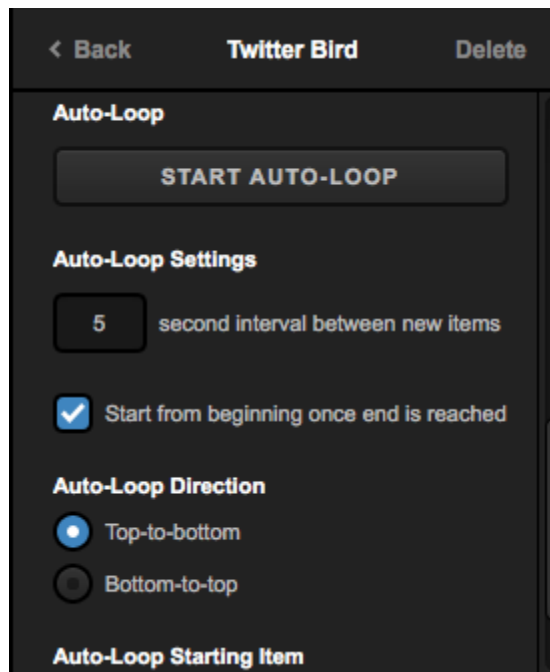 Back Twitter Bird Delete
Auto-Loop
START AUTO-LOOP
Auto-Loop Settings
5 second interval between new items
Start from beginning once end is reached
Auto-Loop Direction
Top-to-bottom
Bottom-to-top
Auto-Loop Starting Item